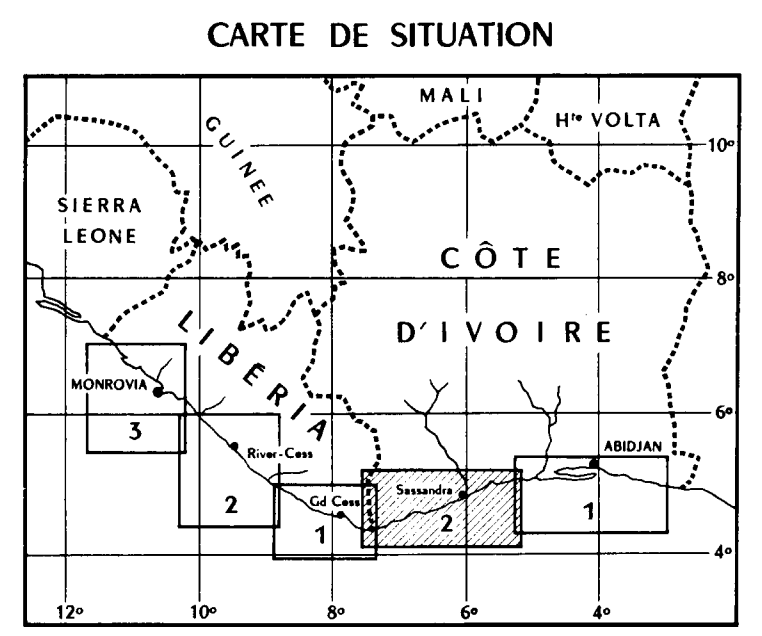 CARTE DE SITUATION
MALI
Hte VOLTA
GUINEE
10°
SIERRA
LEONE
CÔTE
8°
D'IVOIRE
LIBÉRIA
MONROVIA
6°
3
River-Cess
ABIDJAN
Gd Cess
Sassandra
2
1
2
1
4°
12°
10°
8°
6°
4°